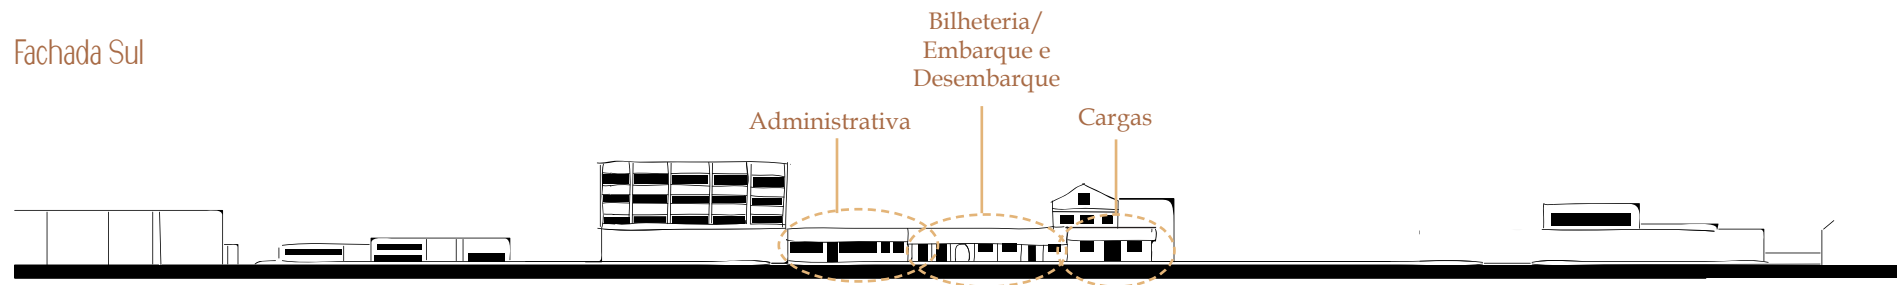 Fachada Sul
Bilheteria/
Embarque e
Desembarque
Administrativa
Cargas